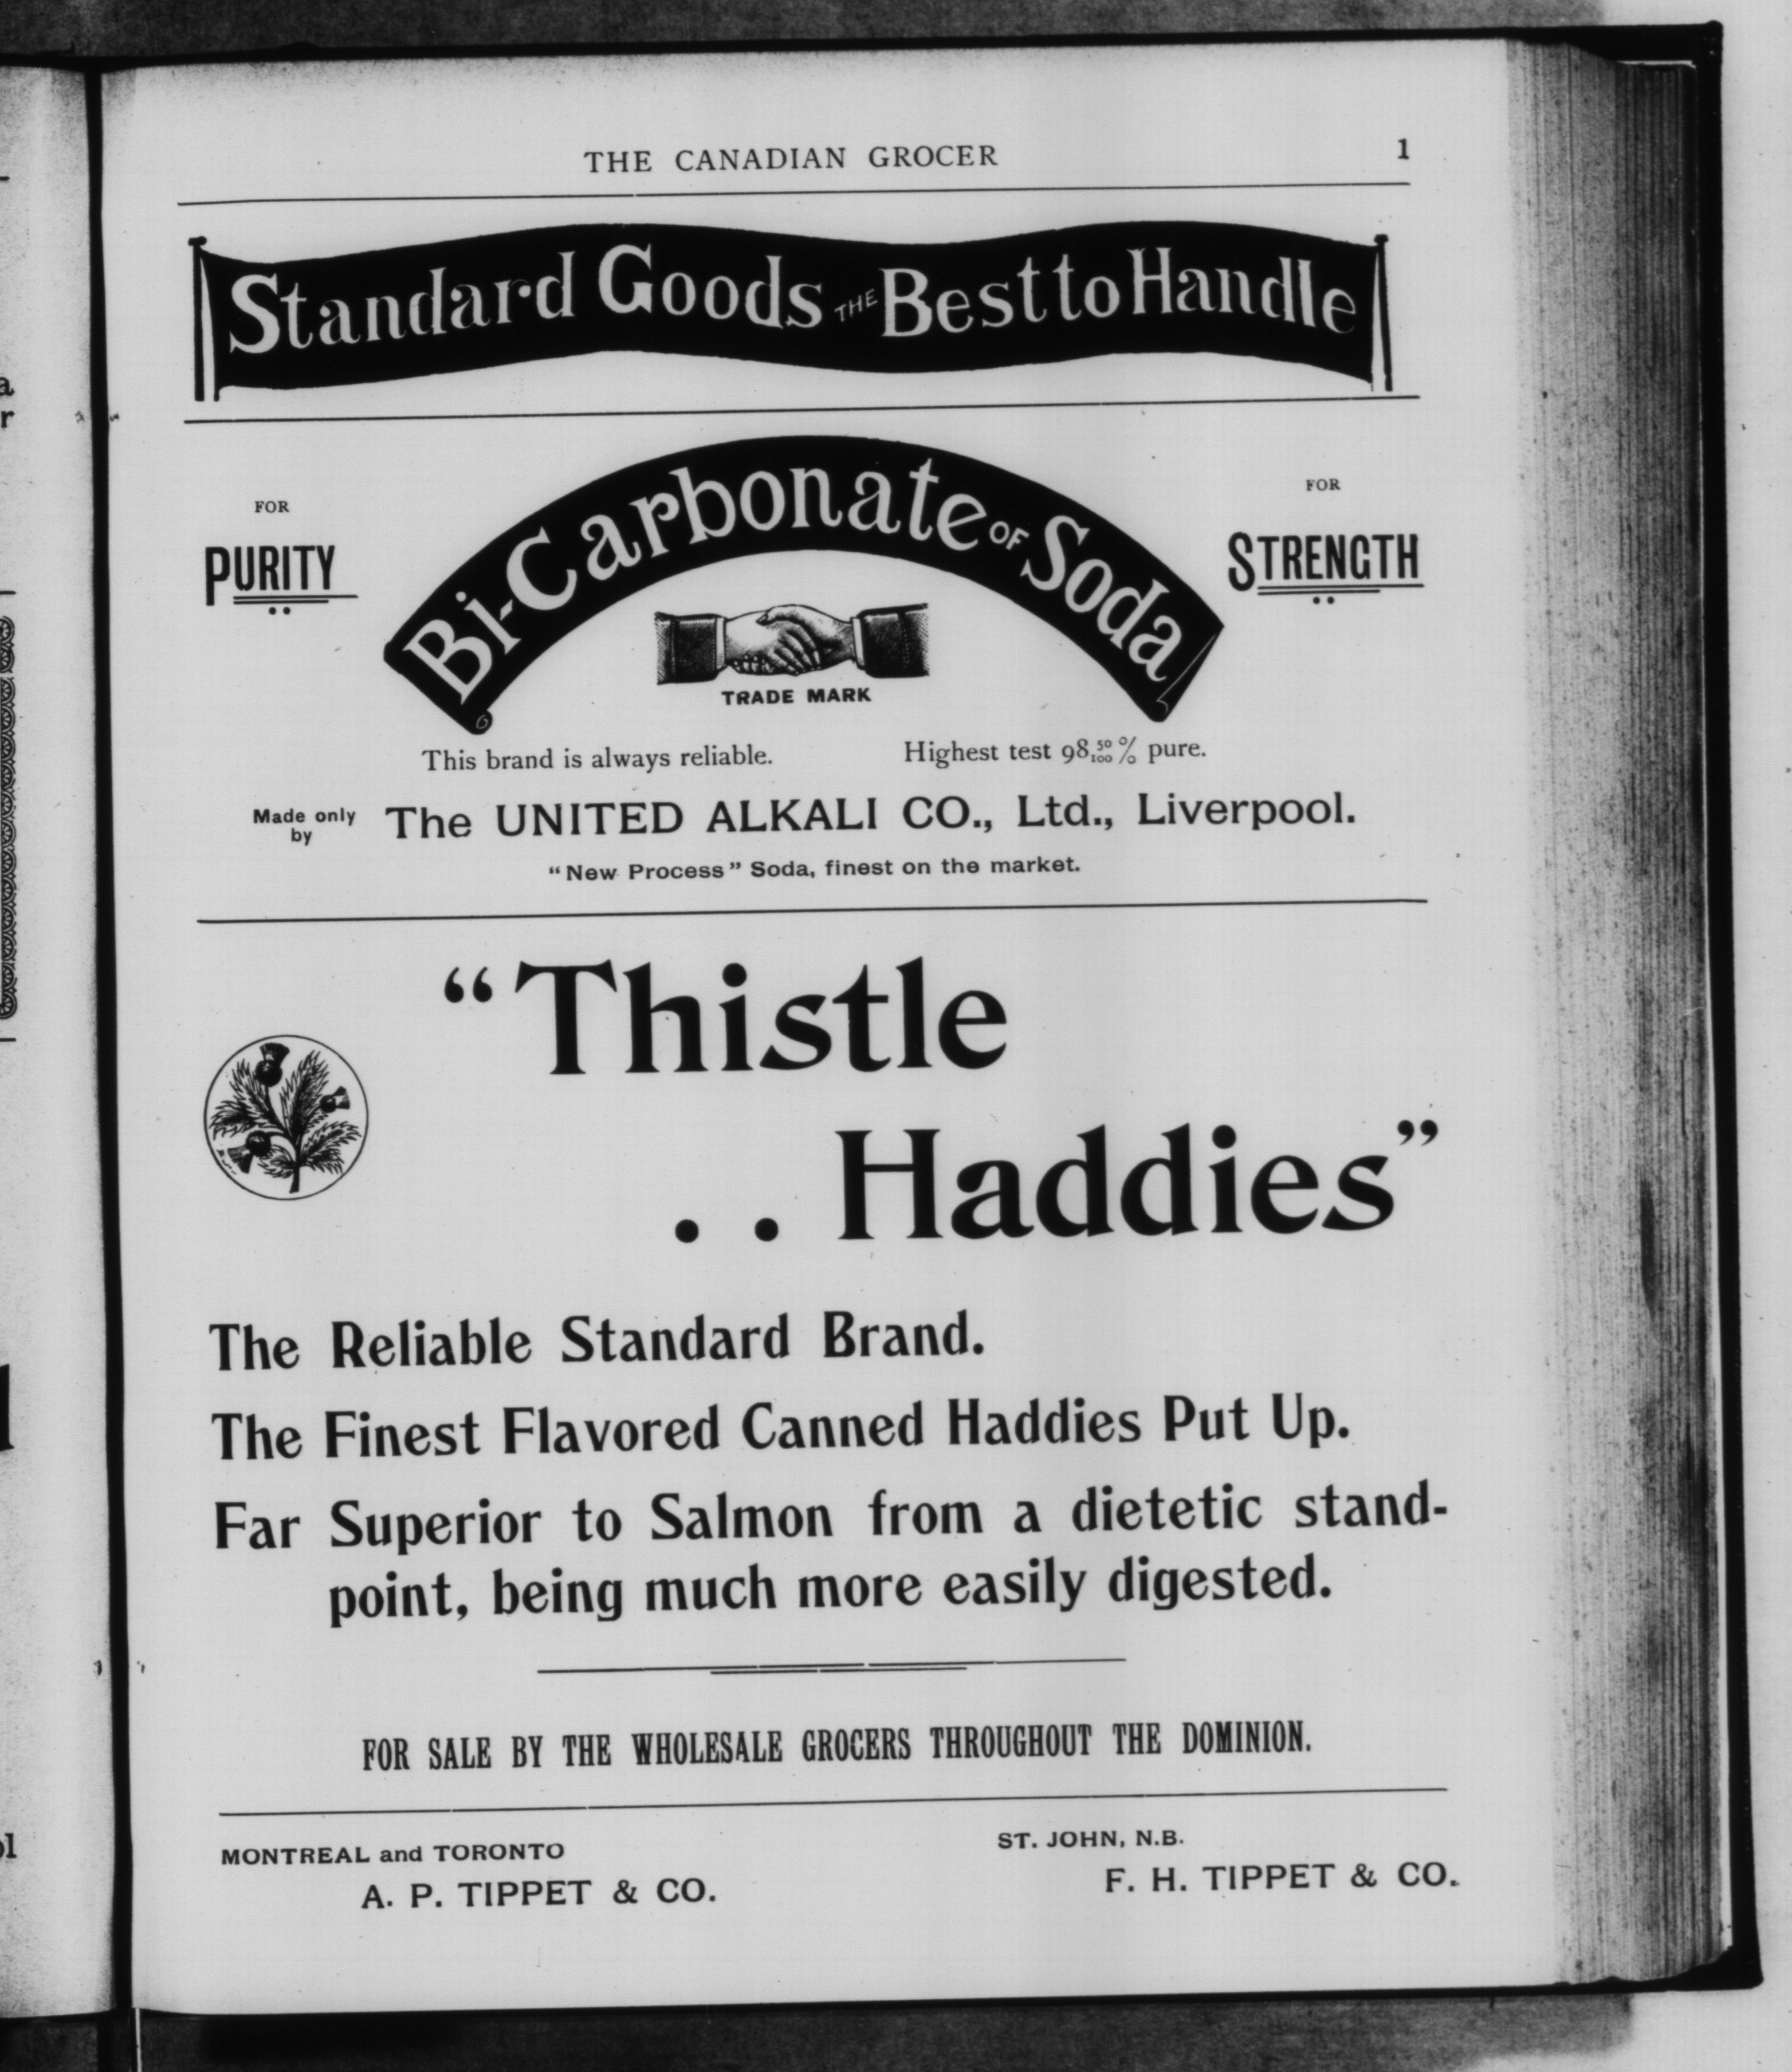 THE CANADIAN GROCER 1
Standard Goods THE Best to Handle
FOR
PURITY
Bi-Carbonate OF Soda
FOR
STRENGTH
TRADE MARK
This brand is always reliable. Highest test 98 50/100 % pure.
Made only by The UNITED ALKALI CO., Ltd., Liverpool.
"New Process" Soda, finest on the market.
"Thistle
. . Haddies"
The Reliable Standard Brand.
The Finest Flavored Canned Haddies Put Up.
Far Superior to Salmon from a dietetic stand-
point, being much more easily digested.
FOR SALE BY THE WHOLESALE GROCERS THROUGHOUT THE DOMINION.
MONTREAL and TORONTO
A. P. TIPPET & CO.
ST. JOHN, N.B.
F. H. TIPPET & CO.